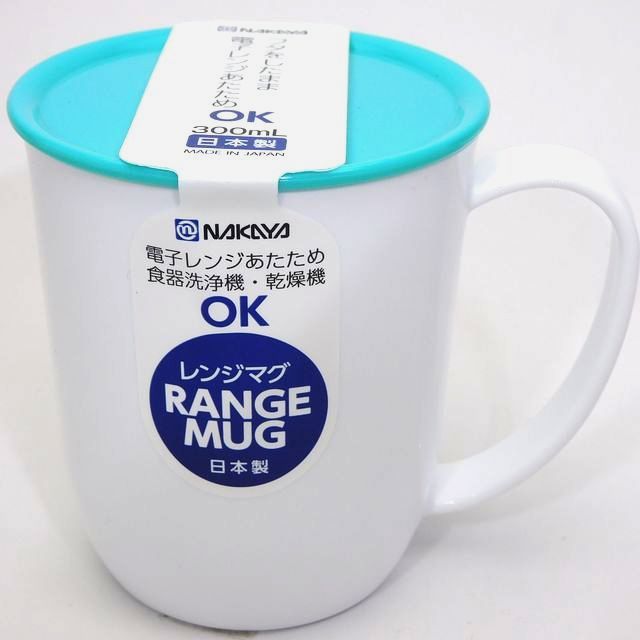 NAKAYA
フタをしたまま
電子レンジあたため
OK
300mL
日本製
MADE IN JAPAN
NAKAYA
電子レンジあたため
食器洗浄機・乾燥機
OK
レンジマグ
RANGE
MUG
日本製